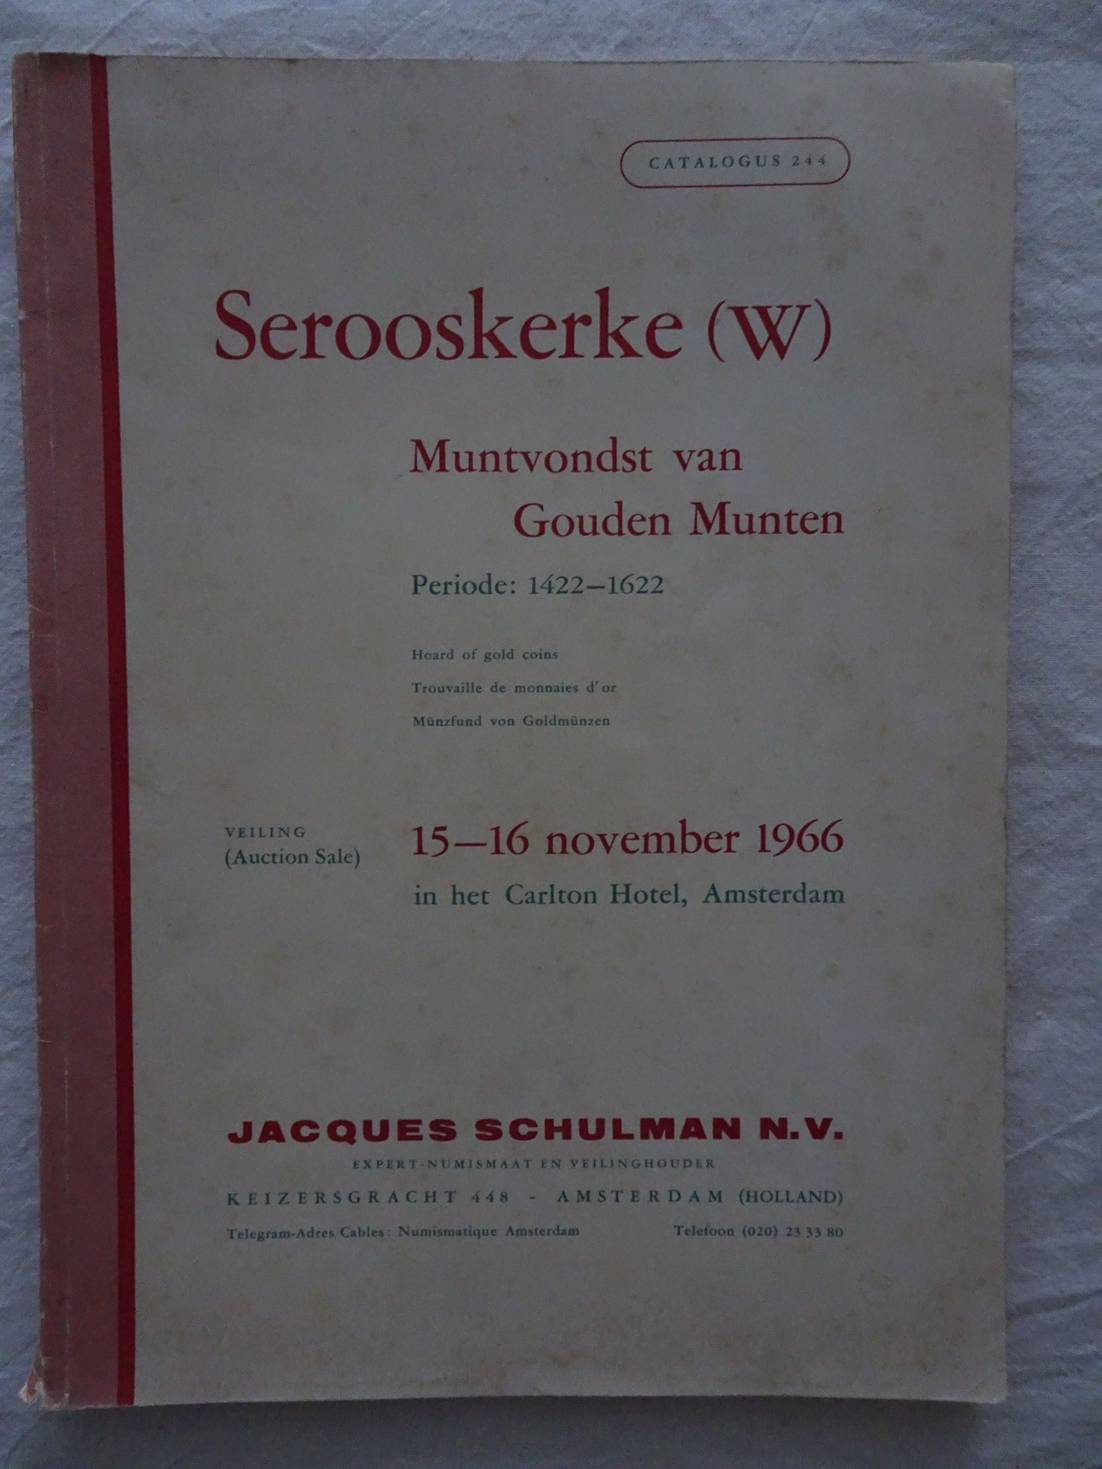 CATALOGUS 244
Serooskerke (W)
Muntvondst van
Gouden Munten
Periode: 1422—1622
Hoard of gold coins
Trouvaille de monnaies d'or
Münzfund von Goldmünzen
VEILING
(Auction Sale)
15—16 november 1966
in het Carlton Hotel, Amsterdam
JACQUES SCHULMAN N.V.
EXPERT-NUMISMAAT EN VEILINGHOUDER
KEIZERSGRACHT 448 - AMSTERDAM (HOLLAND)
Telegram-Adres/Cables: Numismatique Amsterdam Telefoon (020) 23 33 80